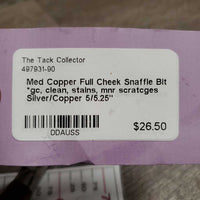 The Tack Collector
497931-90
Med Copper Full Cheek Snaffle Bit
*gc, clean, stains, mnr scratcges
Silver/Copper 5/5.25"
DDAUSS
$26.50